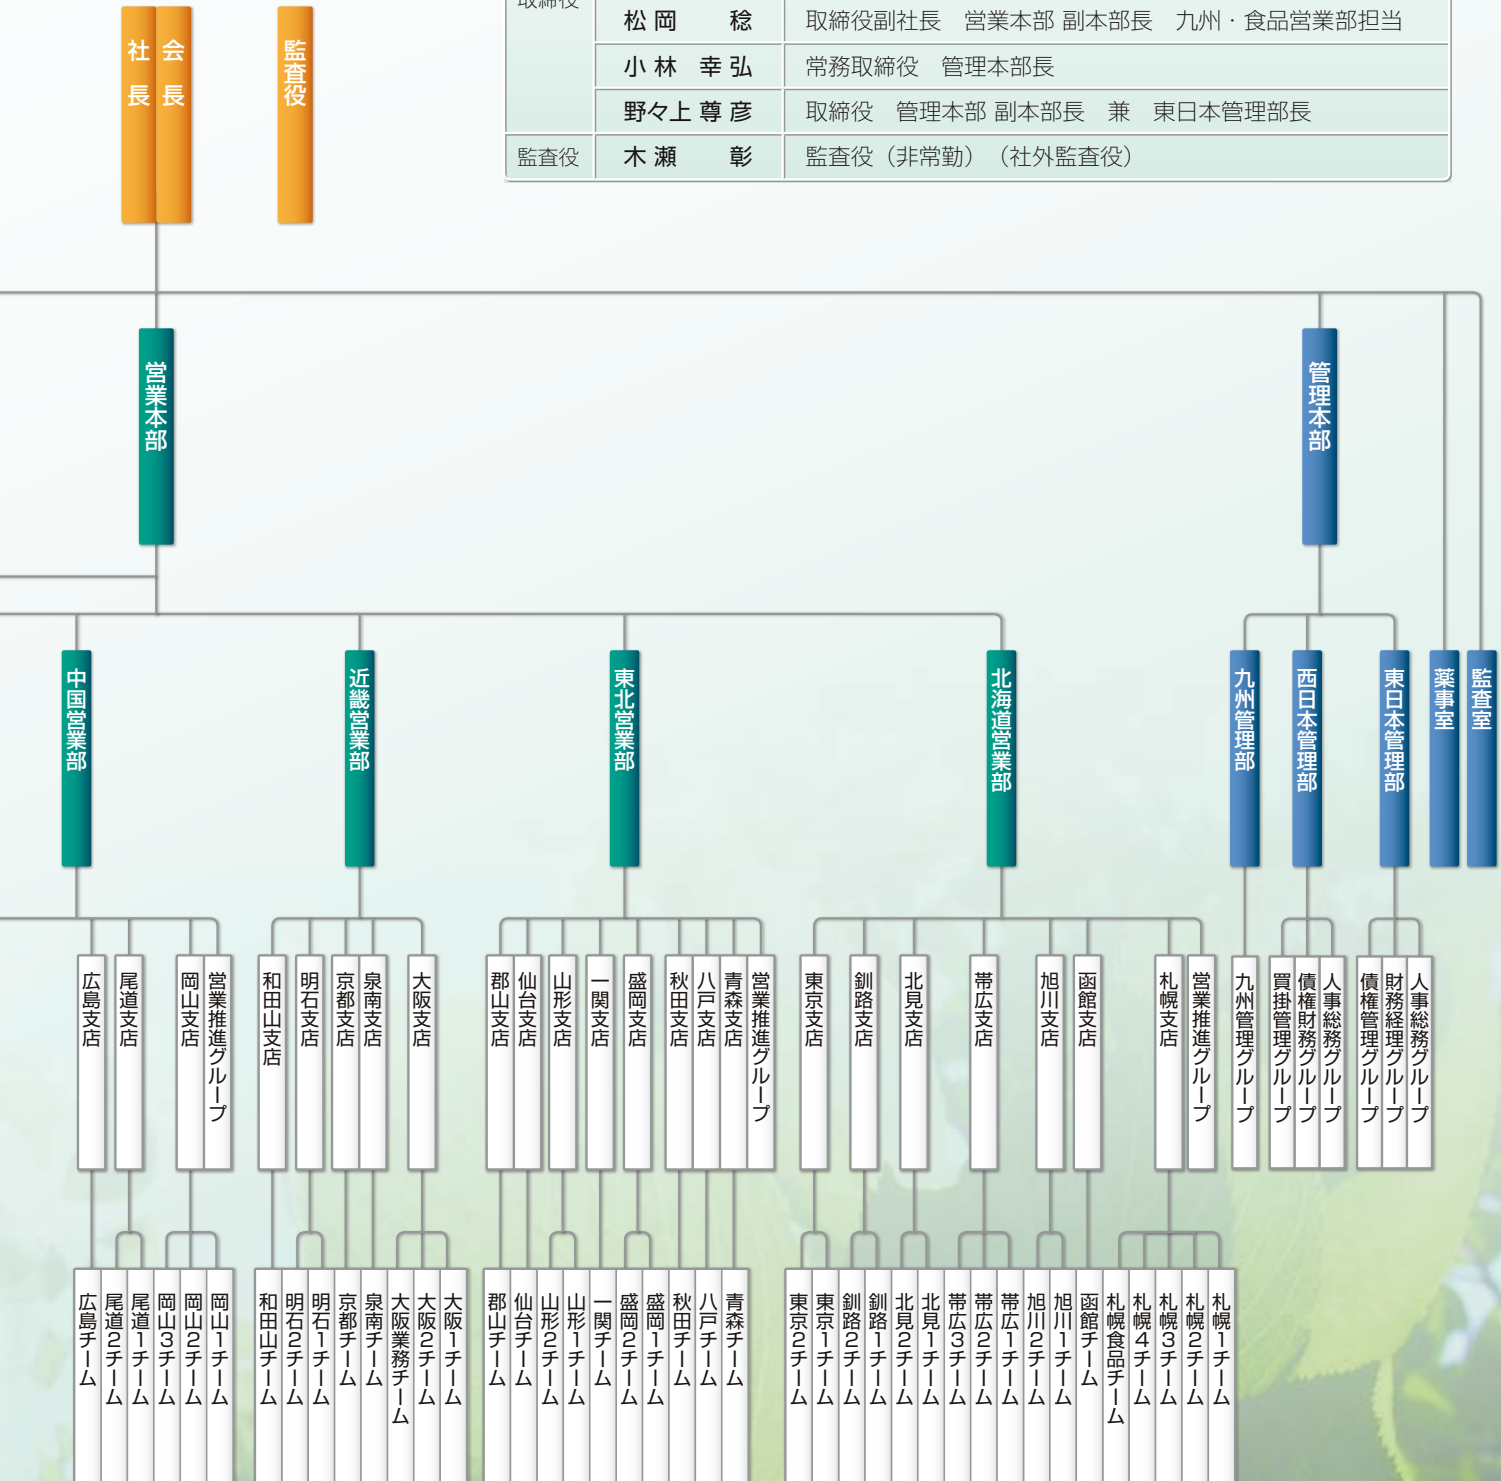 取締役
松岡　稔　取締役副社長　営業本部 副本部長　九州・食品営業部担当
小林　幸弘　常務取締役　管理本部長
野々上 尊彦　取締役　管理本部 副本部長　兼　東日本管理部長
監査役　木瀬　彰　監査役（非常勤）（社外監査役）
監査役
会長
社長
管理本部
営業本部
監査室
薬事室
東日本管理部
西日本管理部
九州管理部
北海道営業部
東北営業部
近畿営業部
中国営業部
人事総務グループ
財務経理グループ
債権管理グループ
人事総務グループ
債権財務グループ
買掛管理グループ
九州管理グループ
営業推進グループ
札幌支店
函館支店
旭川支店
帯広支店
北見支店
釧路支店
東京支店
営業推進グループ
青森支店
八戸支店
秋田支店
盛岡支店
一関支店
山形支店
仙台支店
郡山支店
大阪支店
泉南支店
京都支店
明石支店
和田山支店
営業推進グループ
岡山支店
尾道支店
広島支店
札幌1チーム
札幌2チーム
札幌3チーム
札幌4チーム
札幌食品チーム
函館チーム
旭川1チーム
旭川2チーム
帯広1チーム
帯広2チーム
帯広3チーム
北見1チーム
北見2チーム
釧路1チーム
釧路2チーム
東京1チーム
東京2チーム
青森チーム
八戸チーム
秋田チーム
盛岡1チーム
盛岡2チーム
一関チーム
山形1チーム
山形2チーム
仙台チーム
郡山チーム
大阪1チーム
大阪2チーム
大阪業務チーム
泉南チーム
京都チーム
明石1チーム
明石2チーム
和田山チーム
岡山1チーム
岡山2チーム
岡山3チーム
尾道1チーム
尾道2チーム
広島チーム